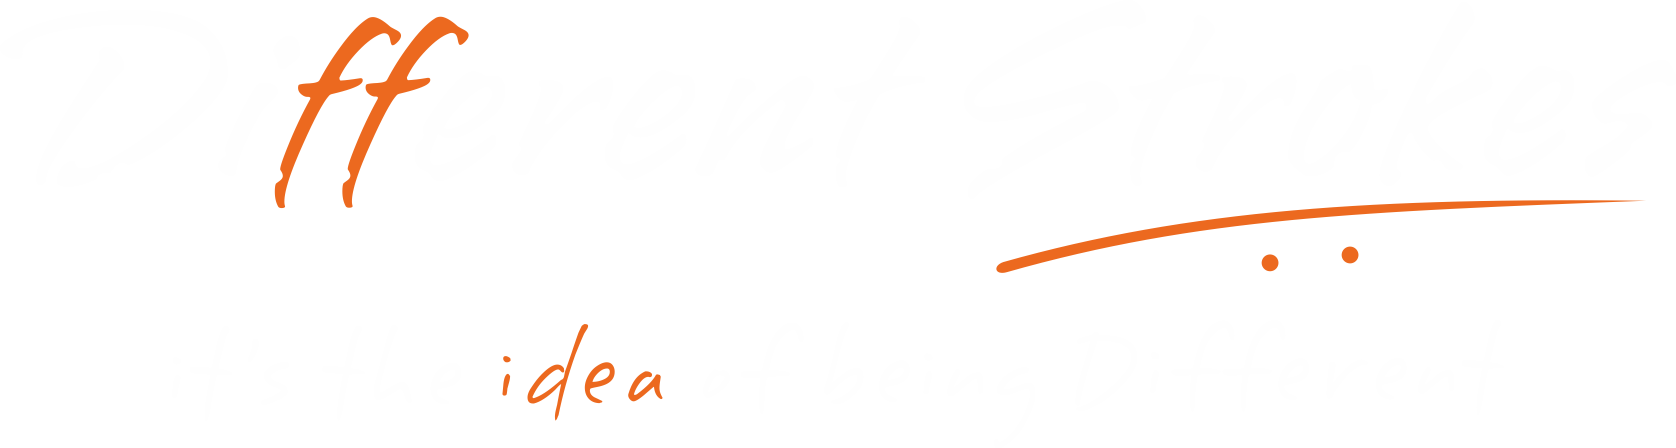 Different Strokes
it's the idea of being Different